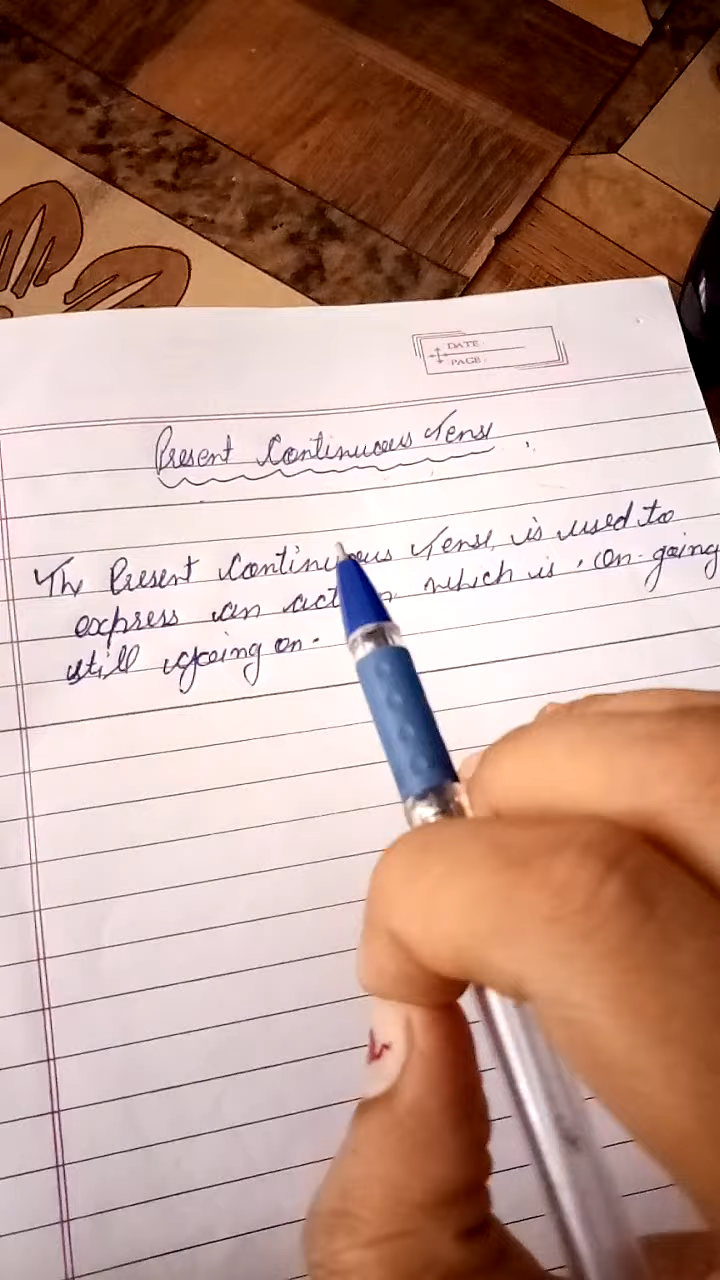 DATE:
PAGE:
Present Continuous Tense
The Present Continuous Tense is used to
express an action which is on-going
still going on.